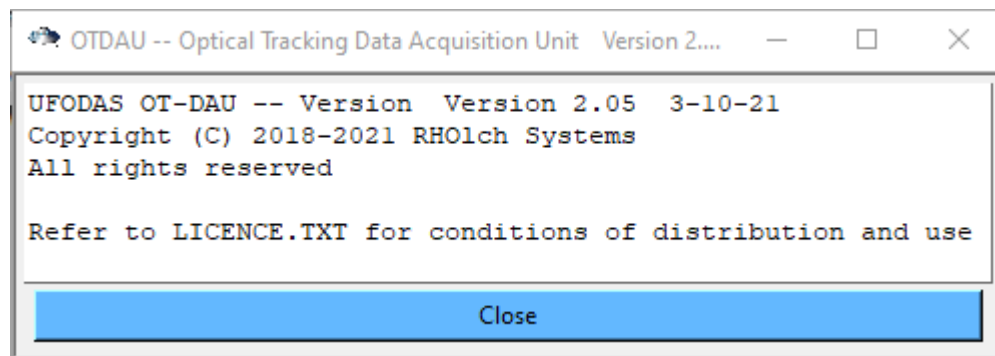 OTDAU -- Optical Tracking Data Acquisition Unit Version 2....
UFODAS OT-DAU -- Version Version 2.05 3-10-21
Copyright (C) 2018-2021 RHOlch Systems
All rights reserved
Refer to LICENCE.TXT for conditions of distribution and use
Close